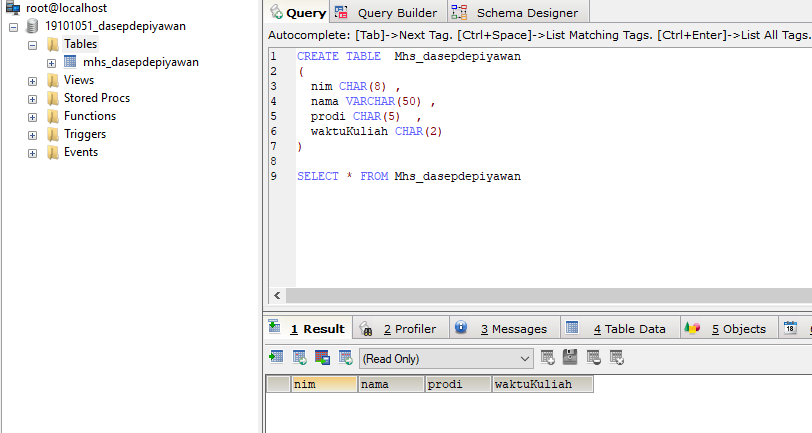 root@localhost
19101051_dasepdepiyawan
Tables
mhs_dasepdepiyawan
Views
Stored Procs
Functions
Triggers
Events
Query Query Builder Schema Designer
Autocomplete: [Tab]->Next Tag. [Ctrl+Space]->List Matching Tags. [Ctrl+Enter]->List All Tags.
1 CREATE TABLE Mhs_dasepdepiyawan
2 (
3 nim CHAR(8) ,
4 nama VARCHAR(50) ,
5 prodi CHAR(5) ,
6 waktuKuliah CHAR(2)
7 )
8
9 SELECT * FROM Mhs_dasepdepiyawan
1 Result 2 Profiler 3 Messages 4 Table Data 5 Objects 18 6
(Read Only)
nim nama prodi waktuKuliah